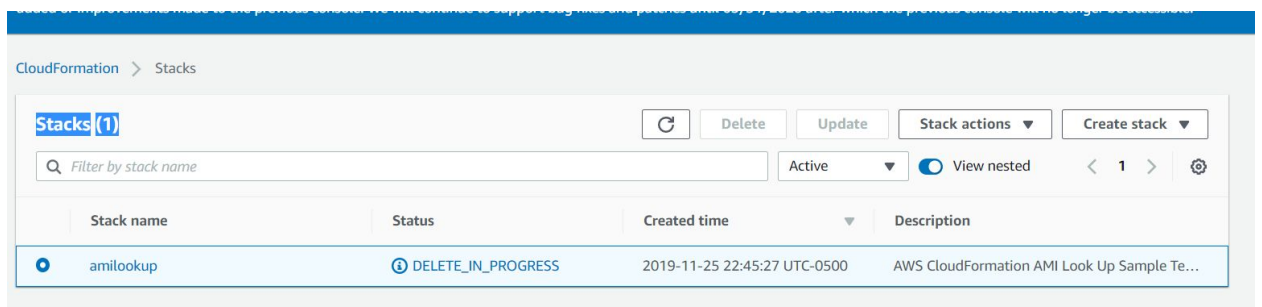 CloudFormation > Stacks
Stacks (1)
Delete Update Stack actions Create stack
Filter by stack name Active View nested < 1 >
Stack name Status Created time Description
amilookup DELETE_IN_PROGRESS 2019-11-25 22:45:27 UTC-0500 AWS CloudFormation AMI Look Up Sample Te...